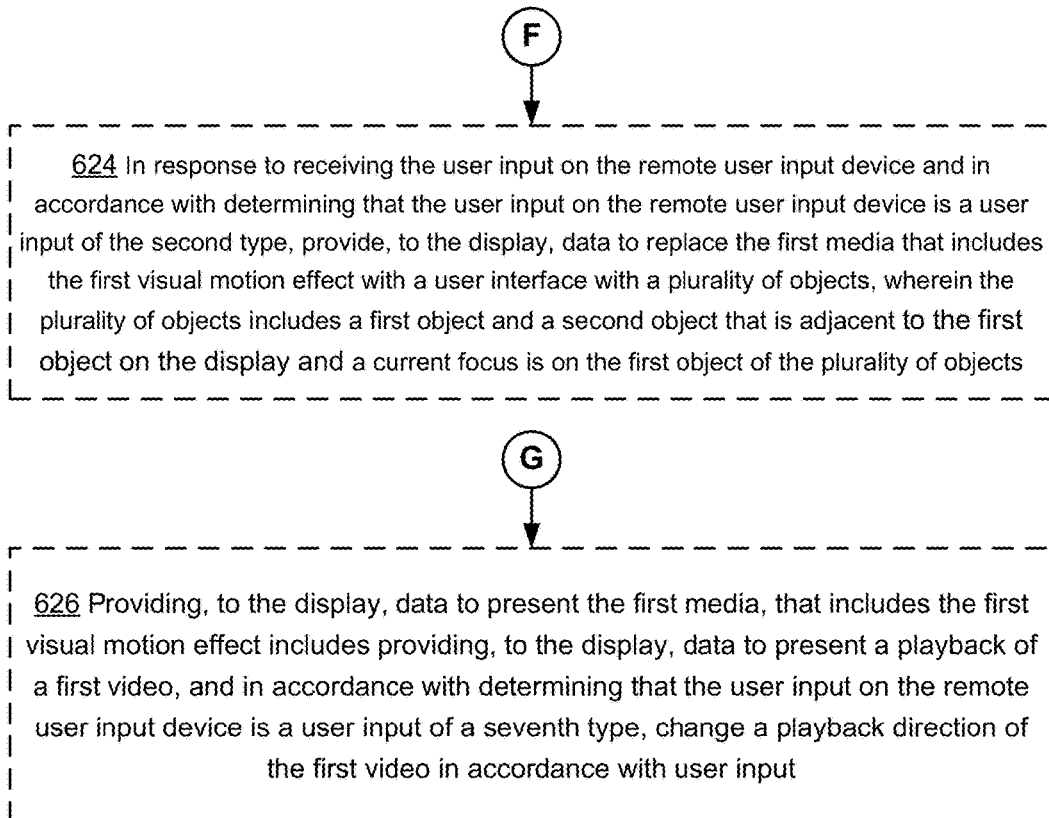 F
624 In response to receiving the user input on the remote user input device and in
accordance with determining that the user input on the remote user input device is a user
input of the second type, provide, to the display, data to replace the first media that includes
the first visual motion effect with a user interface with a plurality of objects, wherein the
plurality of objects includes a first object and a second object that is adjacent to the first
object on the display and a current focus is on the first object of the plurality of objects
G
626 Providing, to the display, data to present the first media, that includes the first
visual motion effect includes providing, to the display, data to present a playback of
a first video, and in accordance with determining that the user input on the remote
user input device is a user input of a seventh type, change a playback direction of
the first video in accordance with user input